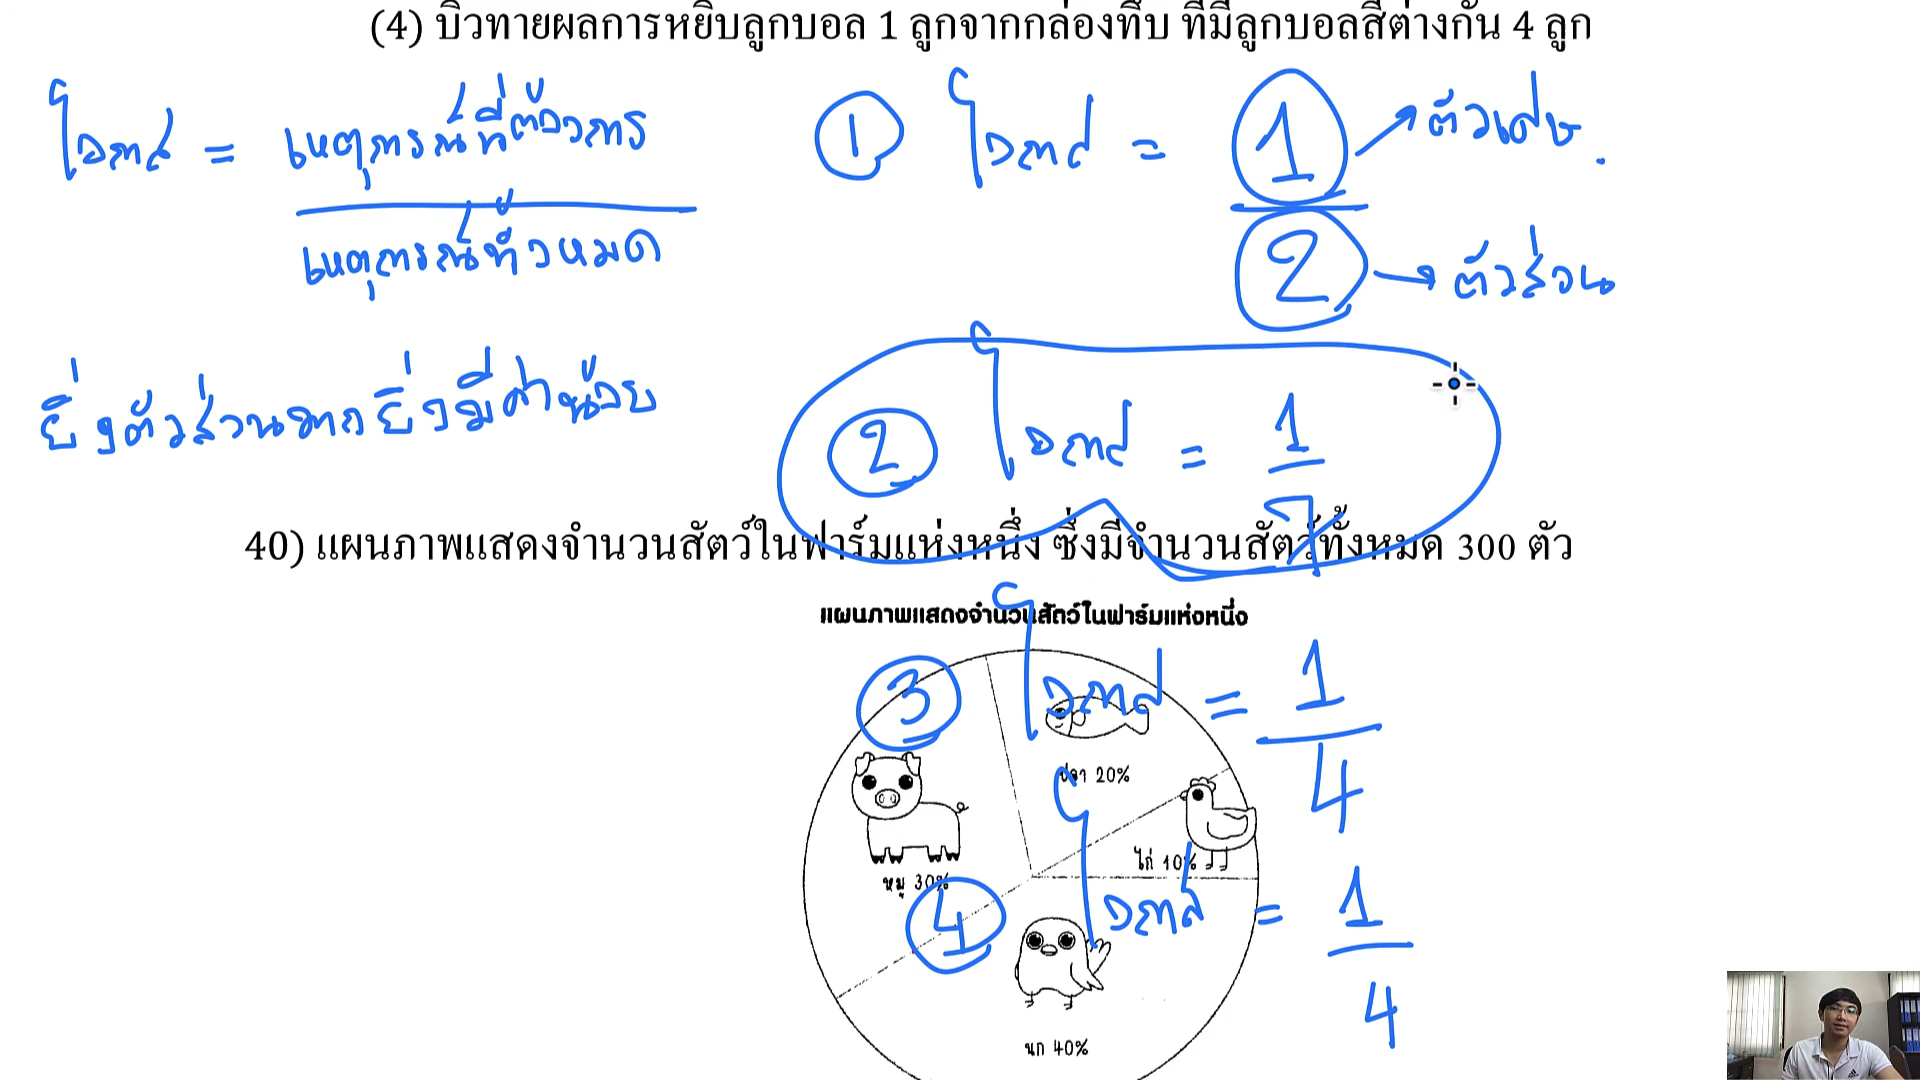 (4) บิวทายผลการหยิบลูกบอล 1 ลูกจากกล่องทึบ ที่มีลูกบอลสีต่างกัน 4 ลูก
โอกาส = เหตุการณ์ที่ต้องการ
เหตุการณ์ทั้งหมด
① โอกาส = 1 → ตัวเศษ.
2 → ตัวส่วน
ยิ่งตัวส่วนมากยิ่งมีค่าน้อย
② โอกาส = 1
7
40) แผนภาพแสดงจำนวนสัตว์ในฟาร์มแห่งหนึ่ง ซึ่งมีจำนวนสัตว์ทั้งหมด 300 ตัว
แผนภาพแสดงจำนวนสัตว์ในฟาร์มแห่งหนึ่ง
③ โอกาส = 1
4
ปลา 20%
ไก่ 10%
หมู 30%
④ โอกาส = 1
4
นก 40%